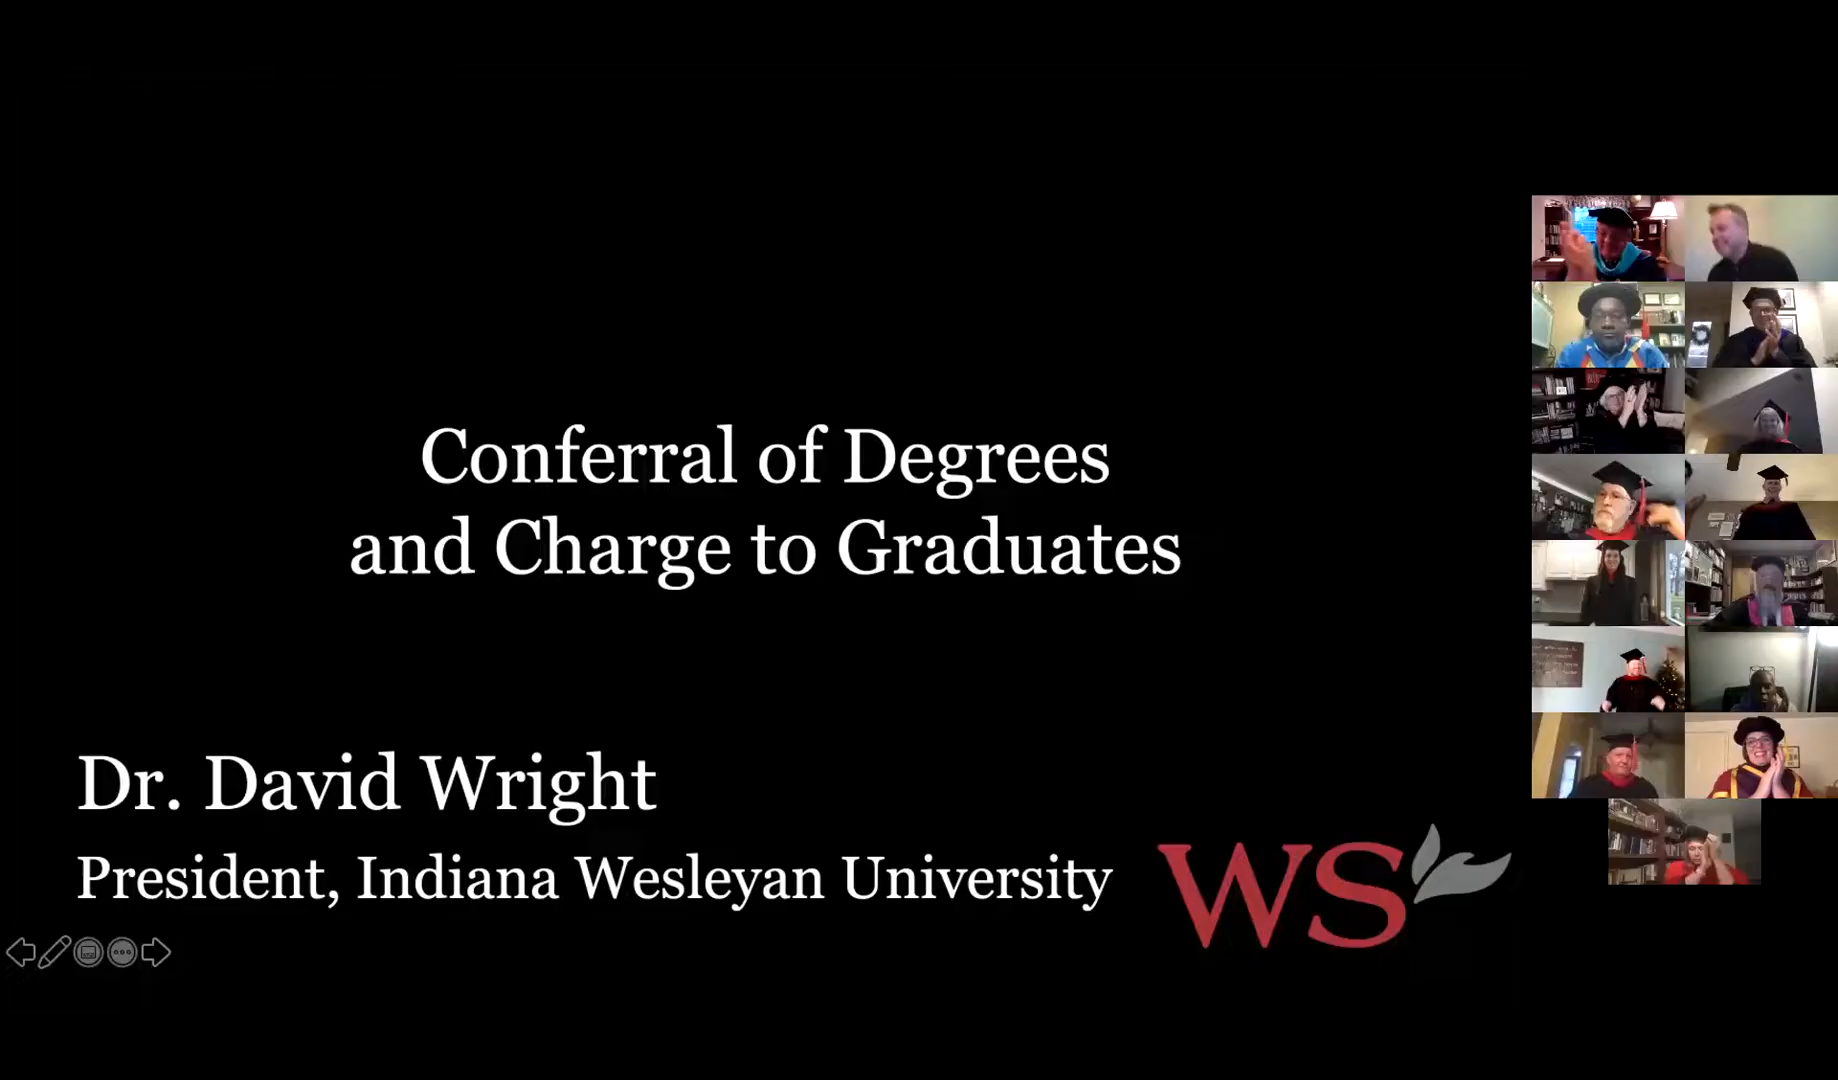 Conferral of Degrees
and Charge to Graduates
Dr. David Wright
President, Indiana Wesleyan University
WS